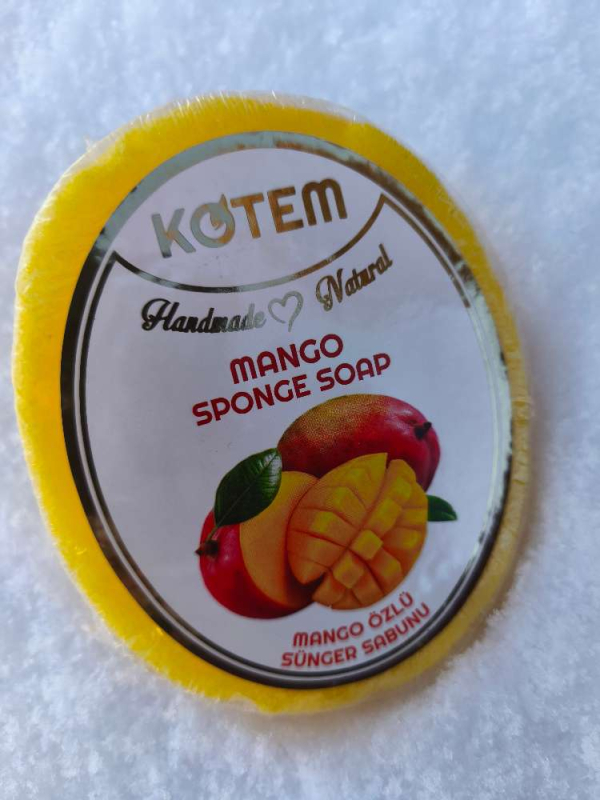 KOTEM
Handmade Natural
MANGO
SPONGE SOAP
MANGO ÖZLÜ
SÜNGER SABUNU